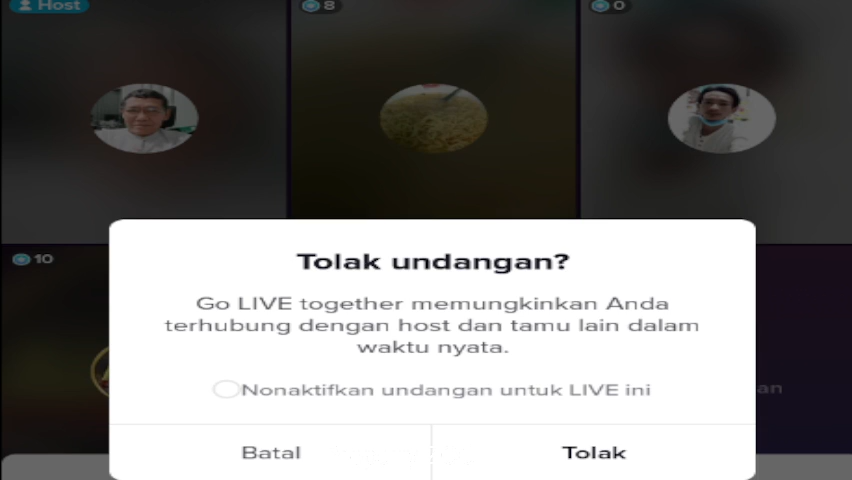 Host
8
0
10
Tolak undangan?
Go LIVE together memungkinkan Anda
terhubung dengan host dan tamu lain dalam
waktu nyata.
Nonaktifkan undangan untuk LIVE ini
an
Batal
Tolak